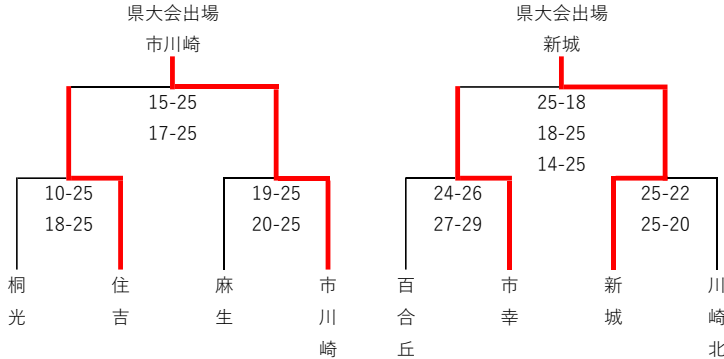 県大会出場
市川崎
15-25
17-25
10-25
18-25
19-25
20-25
桐光
住吉
麻生
市川崎
県大会出場
新城
25-18
18-25
14-25
24-26
27-29
25-22
25-20
百合丘
市幸
新城
川崎北